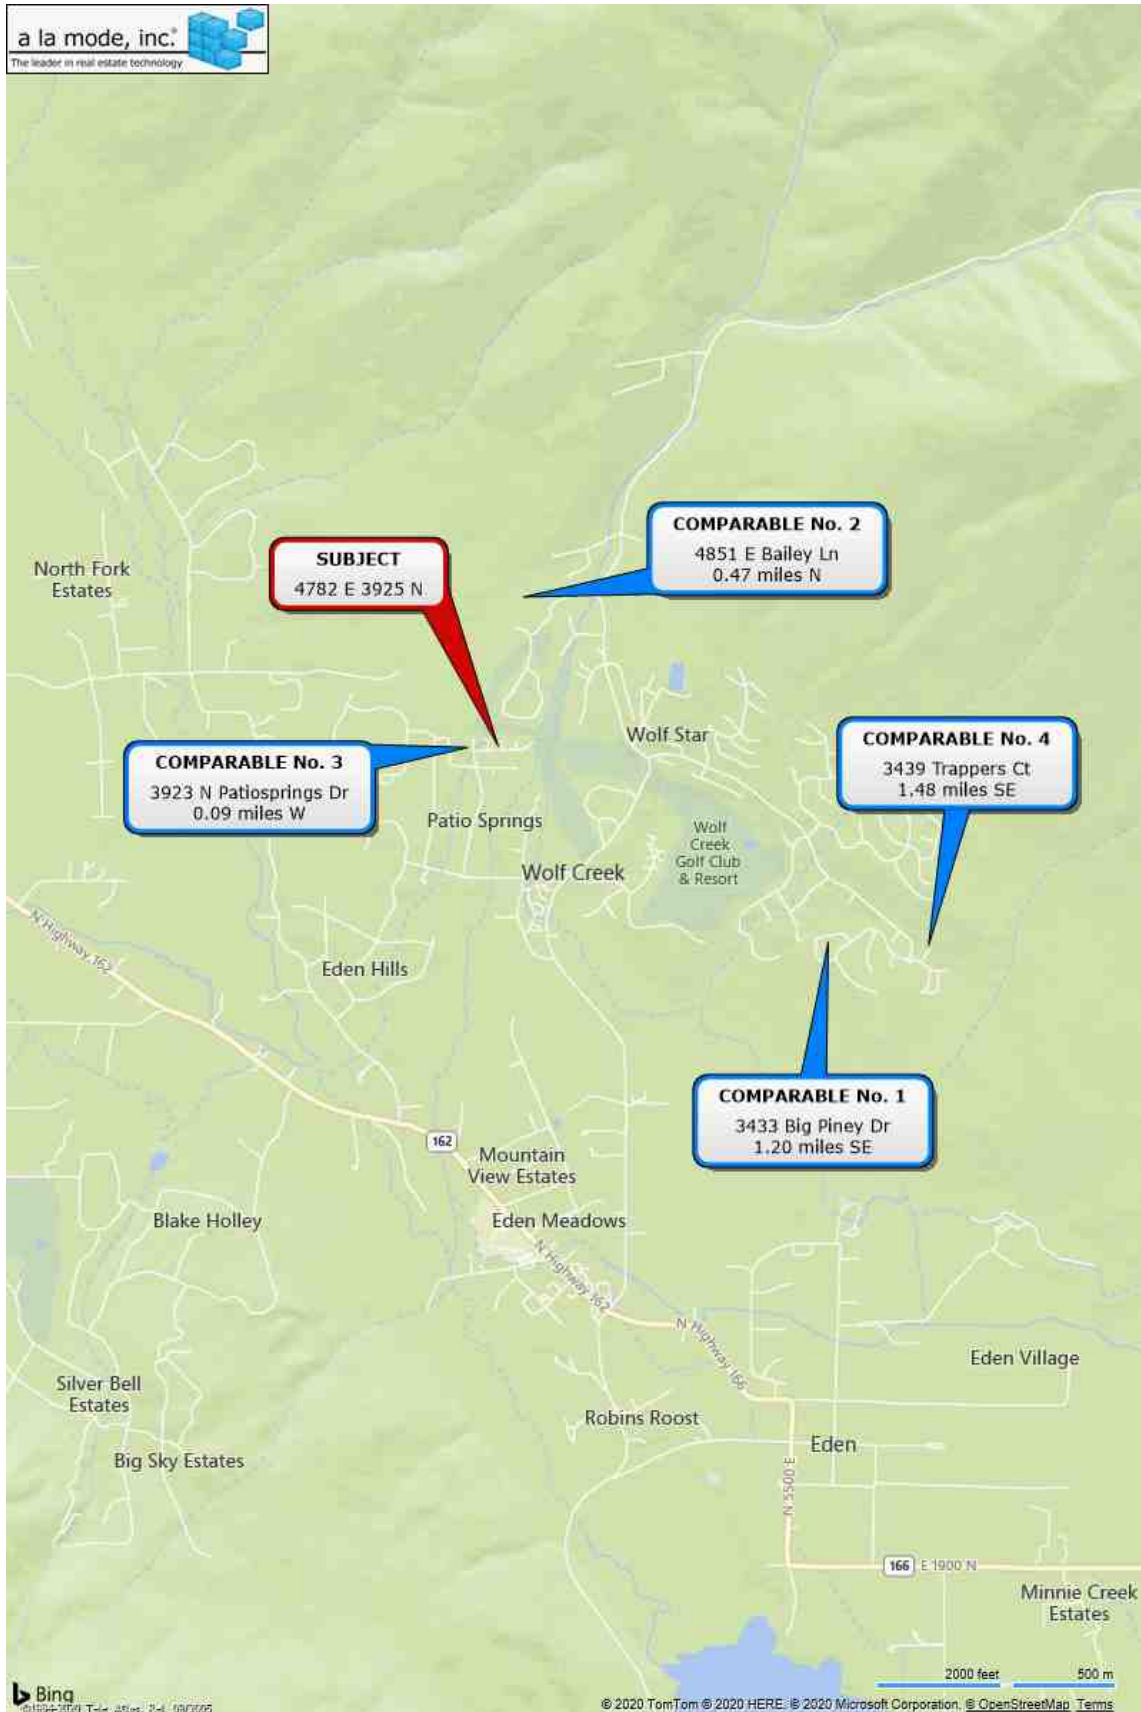 a la mode, inc.
The leader in real estate technology
COMPARABLE No. 2
4851 E Bailey Ln
0.47 miles N
SUBJECT
4782 E 3925 N
North Fork
Estates
Wolf Star
COMPARABLE No. 4
3439 Trappers Ct
1.48 miles SE
COMPARABLE No. 3
3923 N Patiosprings Dr
0.09 miles W
Patio Springs
Wolf
Creek
Golf Club
& Resort
Wolf Creek
N Highway 162
Eden Hills
COMPARABLE No. 1
3433 Big Piney Dr
1.20 miles SE
162
Mountain
View Estates
Blake Holley
Eden Meadows
N Highway 162
N Highway 166
Eden Village
Silver Bell
Estates
Robins Roost
Eden
Big Sky Estates
N 5500 E
166 E 1900 N
Minnie Creek
Estates
2000 feet 500 m
Bing
© 2020 TomTom © 2020 HERE, © 2020 Microsoft Corporation, © OpenStreetMap Terms